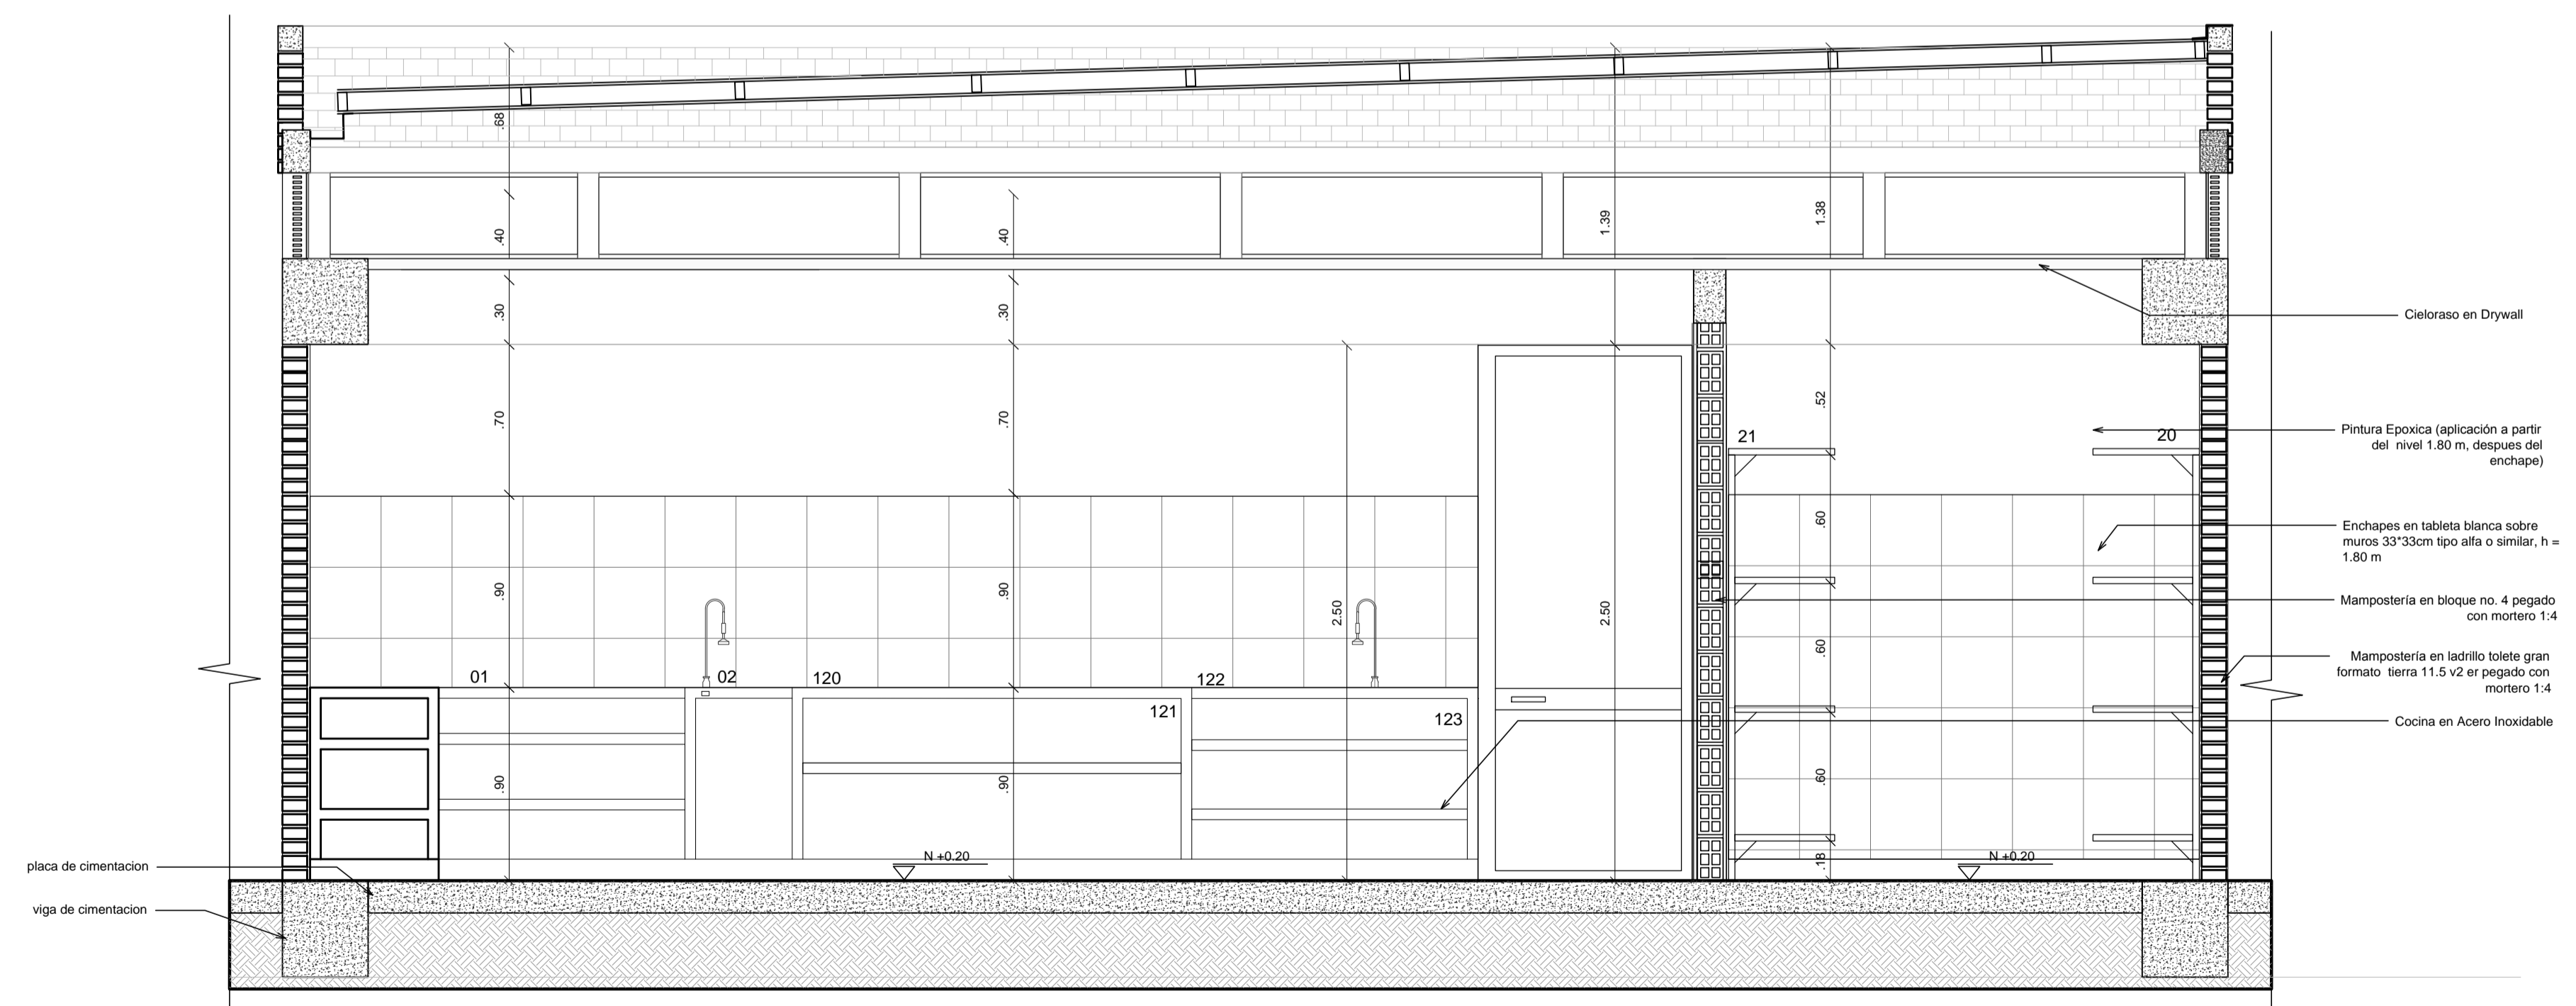 .68
.40
.40
1.39
1.38
.30
.30
Cieloraso en Drywall
.70
.70
.52
21
20
Pintura Epoxica (aplicación a partir
del nivel 1.80 m, despues del
enchape)
.90
.90
2.50
2.50
.60
Enchapes en tableta blanca sobre
muros 33*33cm tipo alfa o similar, h =
1.80 m
Mampostería en bloque no. 4 pegado
con mortero 1:4
.60
Mampostería en ladrillo tolete gran
formato tierra 11.5 v2 er pegado con
mortero 1:4
01
02
120
122
121
123
Cocina en Acero Inoxidable
.90
.90
.60
N +0.20
.18
N +0.20
placa de cimentacion
viga de cimentacion